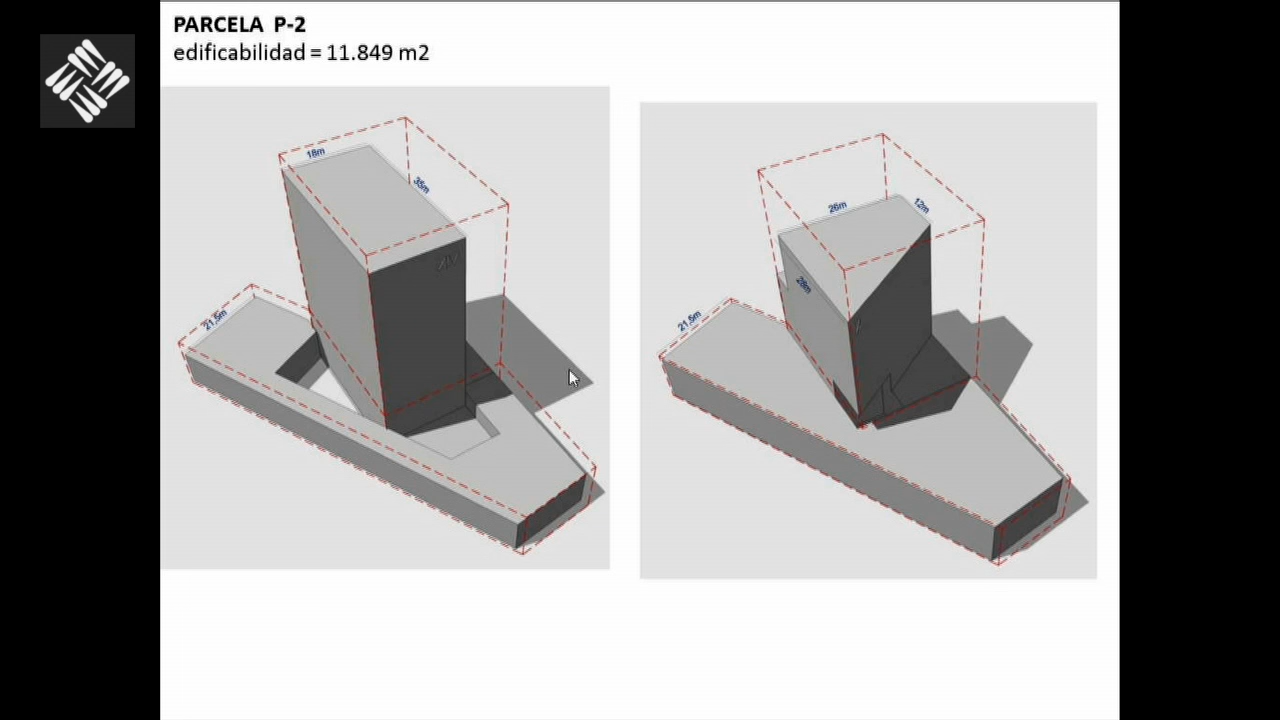 PARCELA P-2
edificabilidad = 11.849 m2
18m
35m
21,5m
26m
12m
28m
21,5m